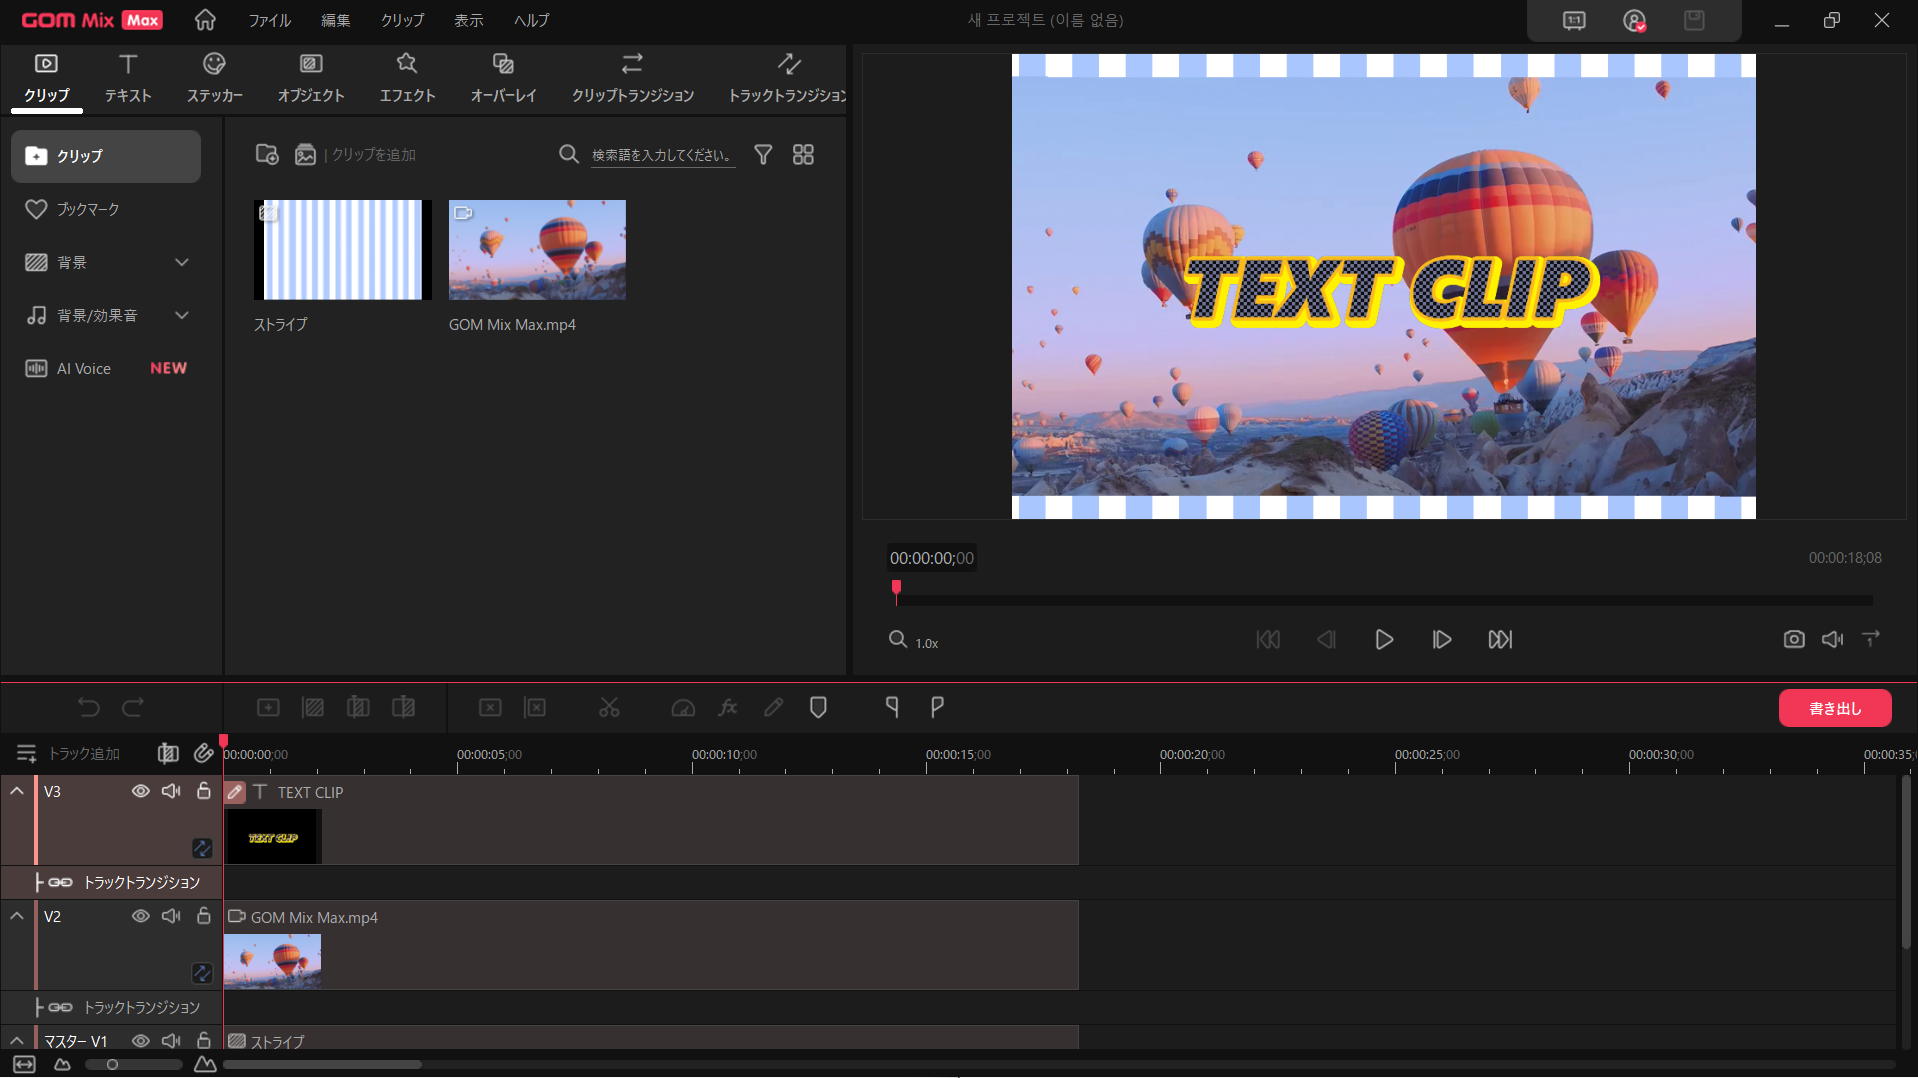 GOM Mix Max
ファイル 編集 クリップ 表示 ヘルプ
새 프로젝트 (이름 없음)
1:1
クリップ テキスト ステッカー オブジェクト エフェクト オーバーレイ クリップトランジション トラックトランジション
クリップ
ブックマーク
背景
背景/効果音
AI Voice NEW
| クリップを追加
検索語を入力してください。
ストライプ
GOM Mix Max.mp4
TEXT CLIP
00:00:00;00
00:00:18;08
1.0x
fx
書き出し
トラック追加
00:00:00;00 00:00:05;00 00:00:10;00 00:00:15;00 00:00:20;00 00:00:25;00 00:00:30;00 00:00:35;
V3
TEXT CLIP
TEXT CLIP
トラックトランジション
V2
GOM Mix Max.mp4
トラックトランジション
マスター V1
ストライプ